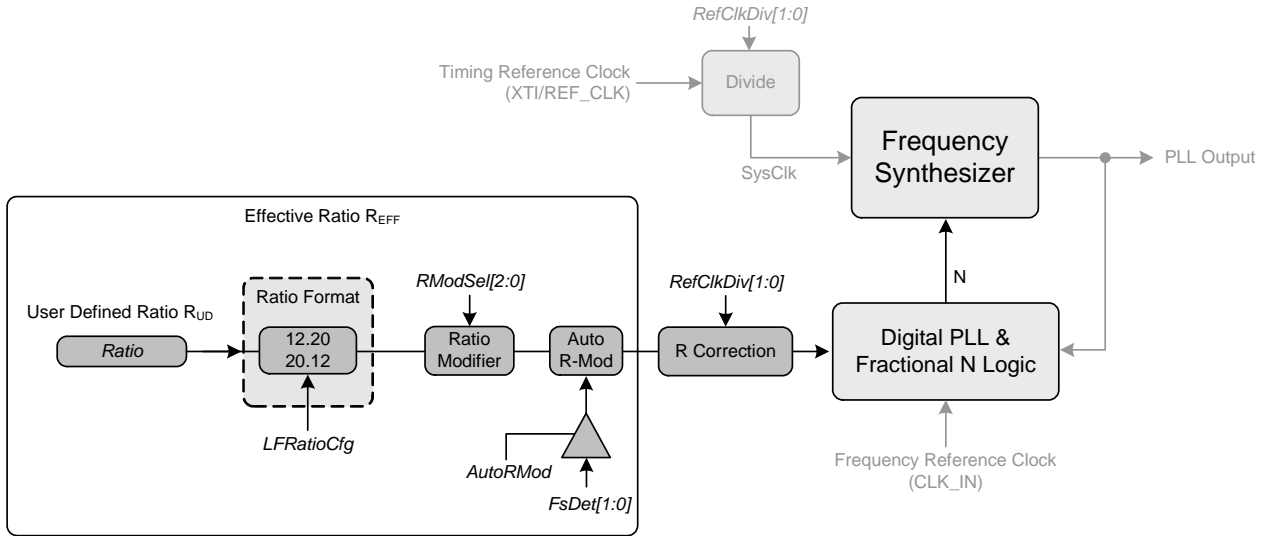 RefClkDiv[1:0]
Timing Reference Clock
(XTI/REF_CLK)
Divide
SysClk
Frequency
Synthesizer
PLL Output
Effective Ratio REFF
User Defined Ratio RUD
Ratio
Ratio Format
12.20
20.12
LFRatioCfg
RModSel[2:0]
Ratio
Modifier
Auto
R-Mod
AutoRMod
FsDet[1:0]
RefClkDiv[1:0]
R Correction
N
Digital PLL &
Fractional N Logic
Frequency Reference Clock
(CLK_IN)